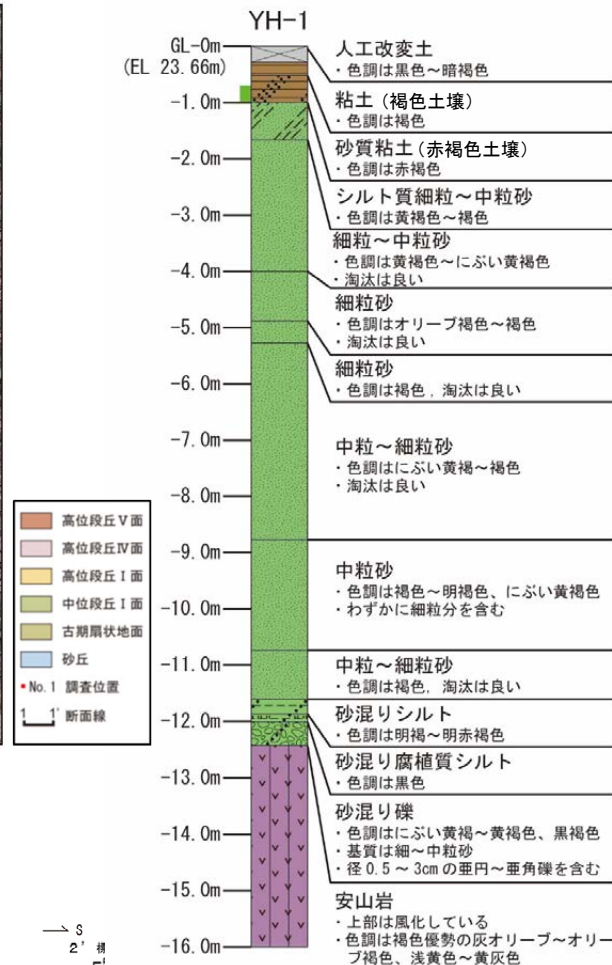 YH-1
GL-0m
(EL 23.66m)
-1.0m
-2.0m
-3.0m
-4.0m
-5.0m
-6.0m
-7.0m
-8.0m
-9.0m
-10.0m
-11.0m
-12.0m
-13.0m
-14.0m
-15.0m
-16.0m
人工改変土
・色調は黒色～暗褐色
粘土(褐色土壌)
・色調は褐色
砂質粘土(赤褐色土壌)
・色調は赤褐色
シルト質細粒～中粒砂
・色調は黄褐色～褐色
細粒～中粒砂
・色調は黄褐色～にぶい黄褐色
・淘汰は良い
細粒砂
・色調はオリーブ褐色～褐色
・淘汰は良い
細粒砂
・色調は褐色，淘汰は良い
中粒～細粒砂
・色調はにぶい黄褐～褐色
・淘汰は良い
中粒砂
・色調は褐色～明褐色、にぶい黄褐色
・わずかに細粒分を含む
中粒～細粒砂
・色調は褐色，淘汰は良い
砂混りシルト
・色調は明褐～明赤褐色
砂混り腐植質シルト
・色調は黒色
砂混り礫
・色調はにぶい黄褐～黄褐色、黒褐色
・基質は細～中粒砂
・径0.5～3cmの亜円～亜角礫を含む
安山岩
・上部は風化している
・色調は褐色優勢の灰オリーブ～オリー
ブ褐色、浅黄色～黄灰色
高位段丘Ⅴ面
高位段丘Ⅳ面
高位段丘Ⅰ面
中位段丘Ⅰ面
古期扇状地面
砂丘
No.1 調査位置
1 1' 断面線
S
2'